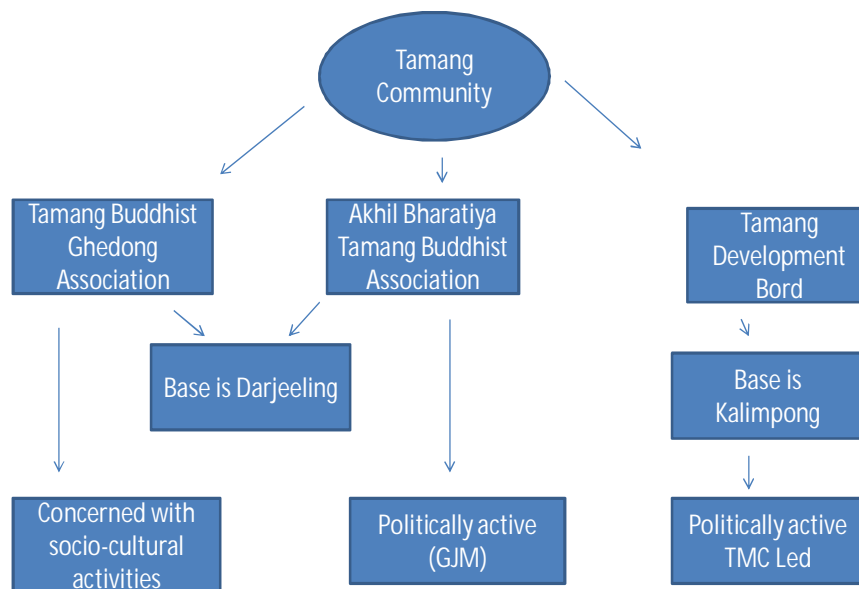 Tamang
Community
Tamang Buddhist
Ghedong
Association
Akhil Bharatiya
Tamang Buddhist
Association
Tamang
Development
Bord
Base is Darjeeling
Base is
Kalimpong
Concerned with
socio-cultural
activities
Politically active
(GJM)
Politically active
TMC Led